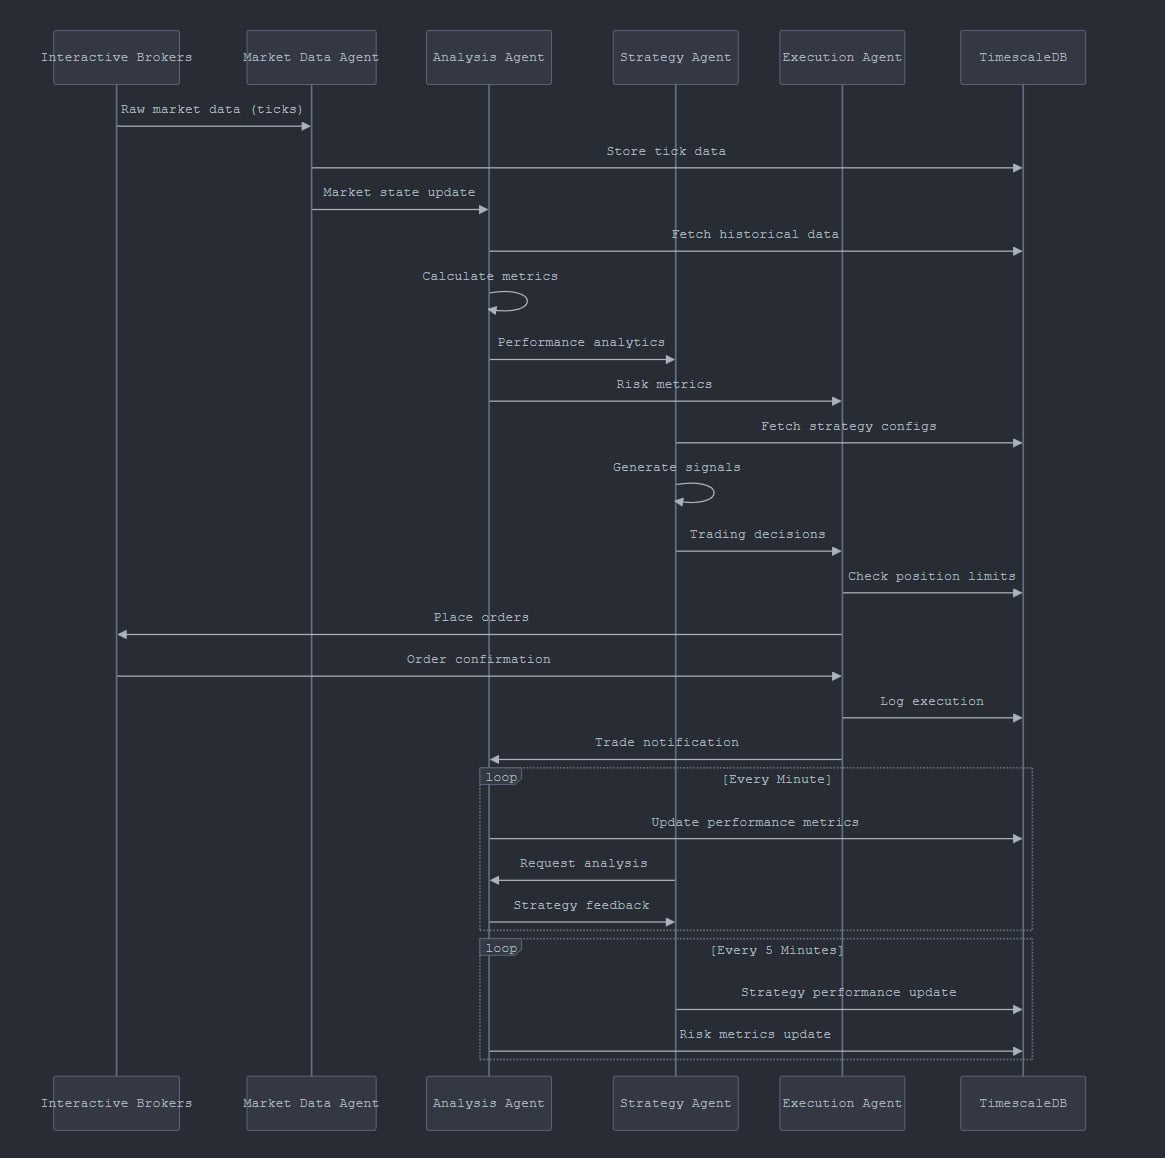 Interactive Brokers
Market Data Agent
Analysis Agent
Strategy Agent
Execution Agent
TimescaleDB
Raw market data (ticks)
Store tick data
Market state update
Fetch historical data
Calculate metrics
Performance analytics
Risk metrics
Fetch strategy configs
Generate signals
Trading decisions
Check position limits
Place orders
Order confirmation
Log execution
Trade notification
loop
[Every Minute]
Update performance metrics
Request analysis
Strategy feedback
loop
[Every 5 Minutes]
Strategy performance update
Risk metrics update
Interactive Brokers
Market Data Agent
Analysis Agent
Strategy Agent
Execution Agent
TimescaleDB